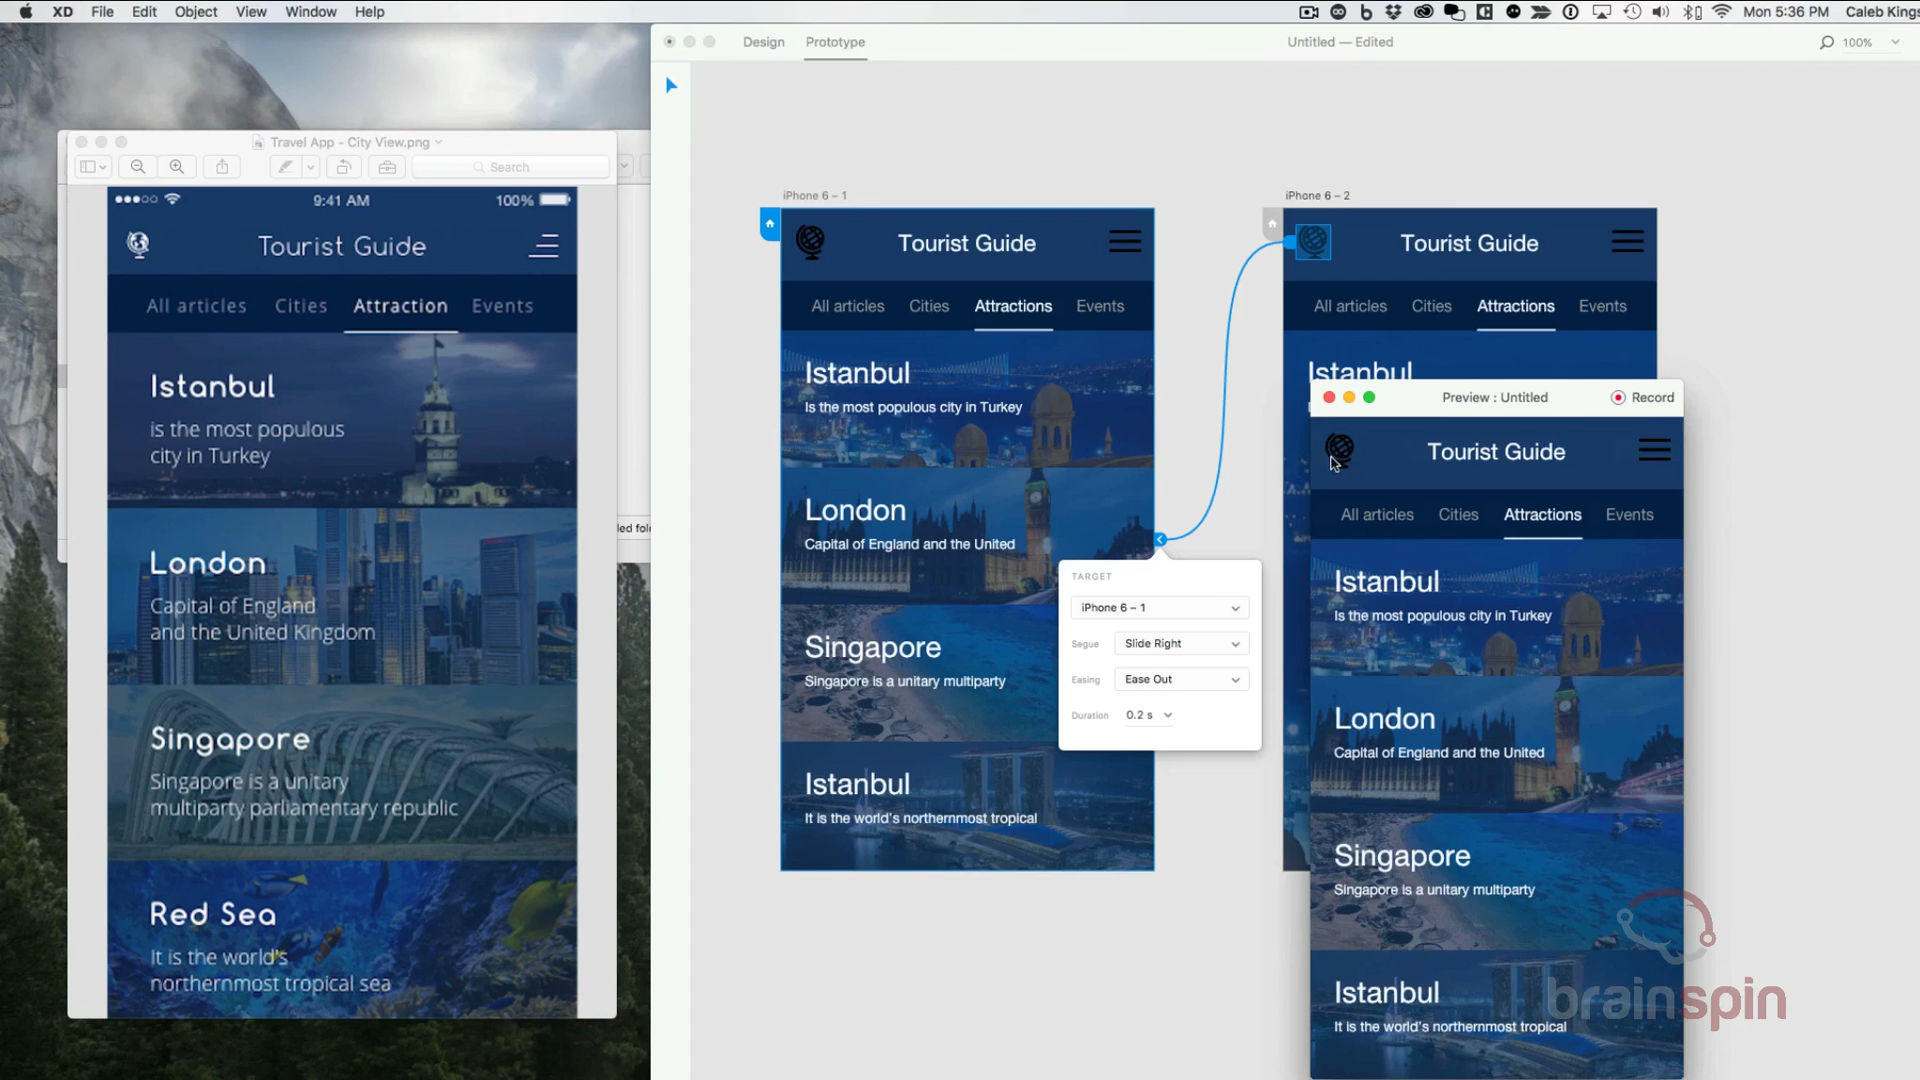 XD File Edit Object View Window Help
Mon 5:36 PM Caleb Kings
Design Prototype
Untitled — Edited
100%
Travel App - City View.png
Search
9:41 AM
100%
Tourist Guide
All articles Cities Attraction Events
Istanbul
is the most populous
city in Turkey
London
Capital of England
and the United Kingdom
Singapore
Singapore is a unitary
multiparty parliamentary republic
Red Sea
It is the world's
northernmost tropical sea
led fol
iPhone 6 – 1
Tourist Guide
All articles Cities Attractions Events
Istanbul
Is the most populous city in Turkey
London
Capital of England and the United
Singapore
Singapore is a unitary multiparty
Istanbul
It is the world's northernmost tropical
TARGET
iPhone 6 – 1
Segue Slide Right
Easing Ease Out
Duration 0.2 s
iPhone 6 – 2
Tourist Guide
All articles Cities Attractions Events
Istanbul
Preview : Untitled
Record
Tourist Guide
All articles Cities Attractions Events
Istanbul
Is the most populous city in Turkey
London
Capital of England and the United
Singapore
Singapore is a unitary multiparty
Istanbul
It is the world's northernmost tropical
brainspin